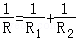 1/R = 1/R₁ + 1/R₂